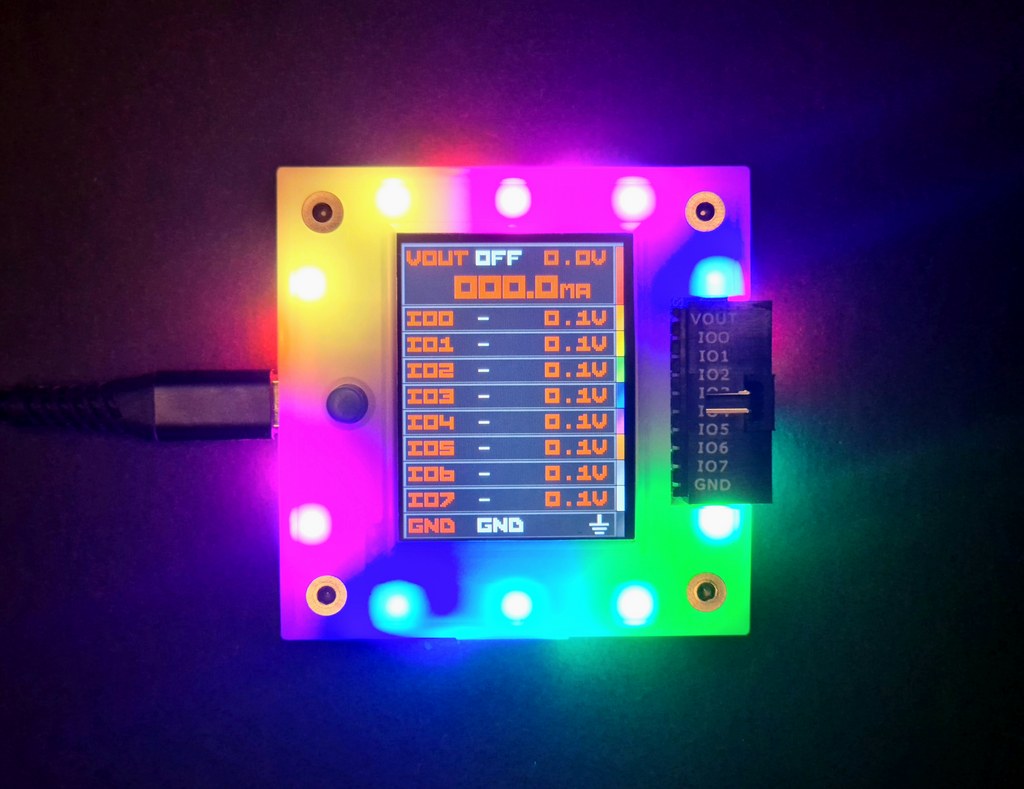 VOUT OFF 0.0V
000.0MA
IO0 - 0.1V
IO1 - 0.1V
IO2 - 0.1V
IO3 - 0.1V
IO4 - 0.1V
IO5 - 0.1V
IO6 - 0.1V
IO7 - 0.1V
GND GND
VOUT
IO0
IO1
IO2
IO5
IO6
IO7
GND